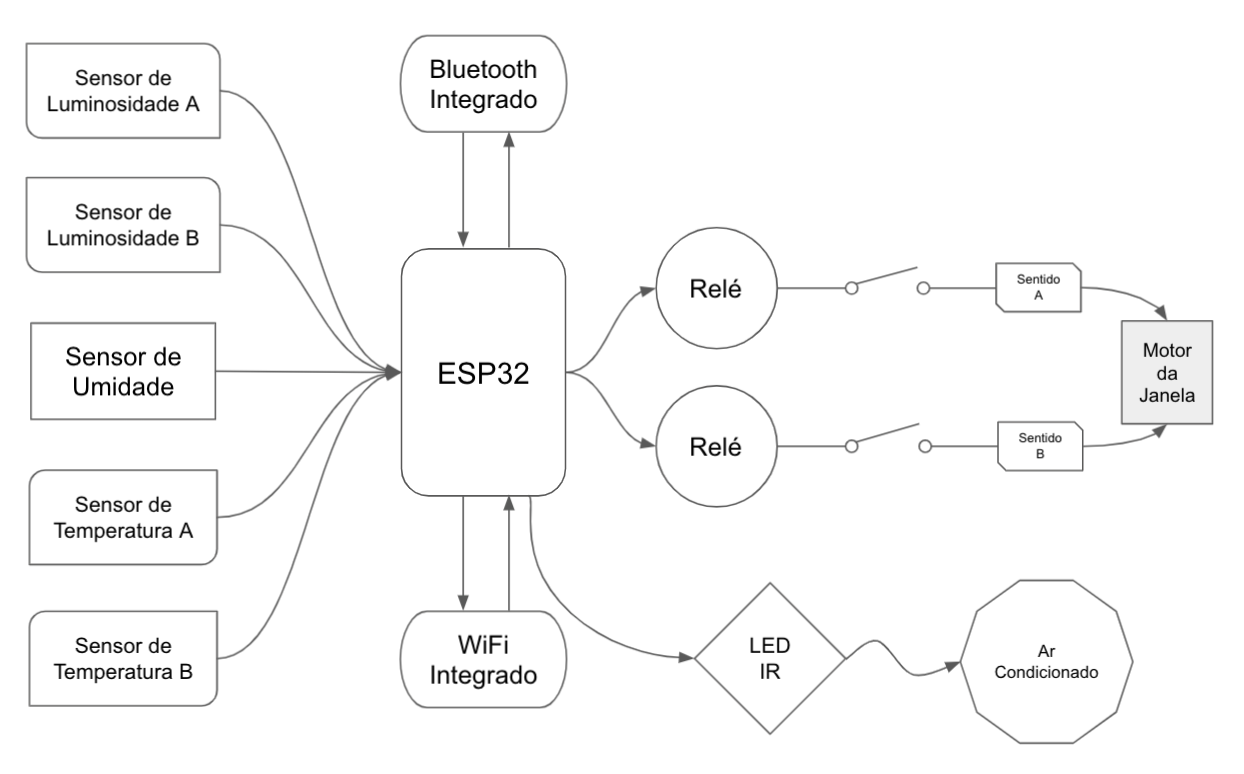 Sensor de
Luminosidade A
Sensor de
Luminosidade B
Sensor de
Umidade
Sensor de
Temperatura A
Sensor de
Temperatura B
Bluetooth
Integrado
ESP32
WiFi
Integrado
Relé
Sentido
A
Relé
Sentido
B
Motor
da
Janela
LED
IR
Ar
Condicionado